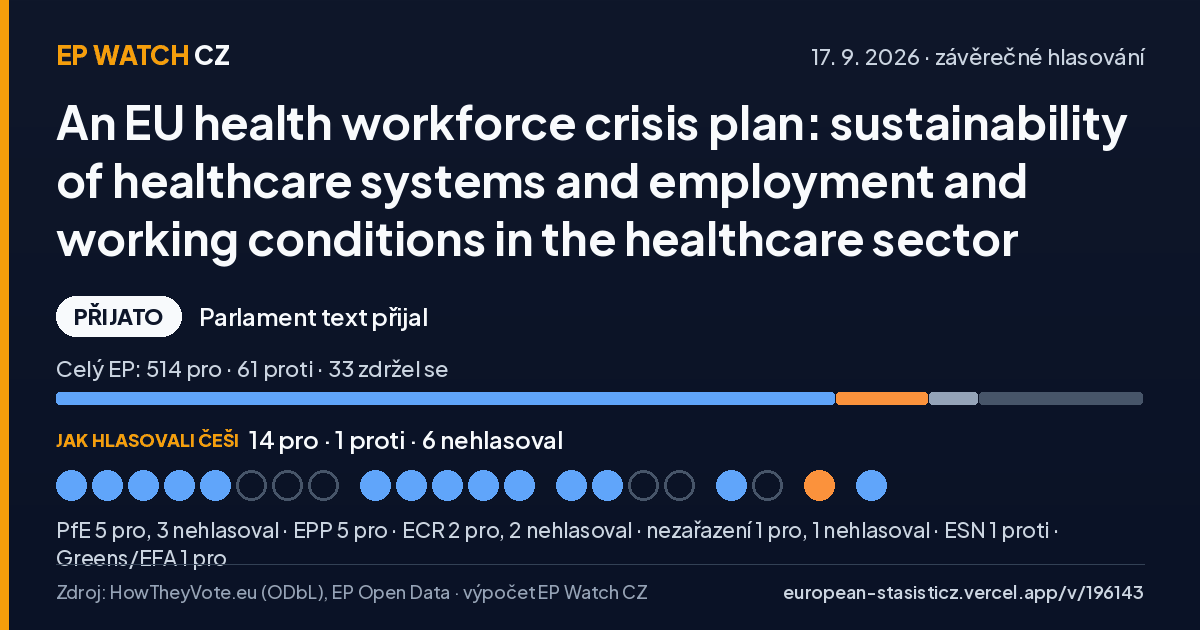 EP WATCH CZ
17. 9. 2026 · závěrečné hlasování
An EU health workforce crisis plan: sustainability
of healthcare systems and employment and
working conditions in the healthcare sector
PŘIJATO Parlament text přijal
Celý EP: 514 pro · 61 proti · 33 zdržel se
JAK HLASOVALI ČEŠI 14 pro · 1 proti · 6 nehlasoval
PfE 5 pro, 3 nehlasoval · EPP 5 pro · ECR 2 pro, 2 nehlasoval · nezařazení 1 pro, 1 nehlasoval · ESN 1 proti ·
Greens/EFA 1 pro
Zdroj: HowTheyVote.eu (ODbL), EP Open Data · výpočet EP Watch CZ
european-stasisticz.vercel.app/v/196143